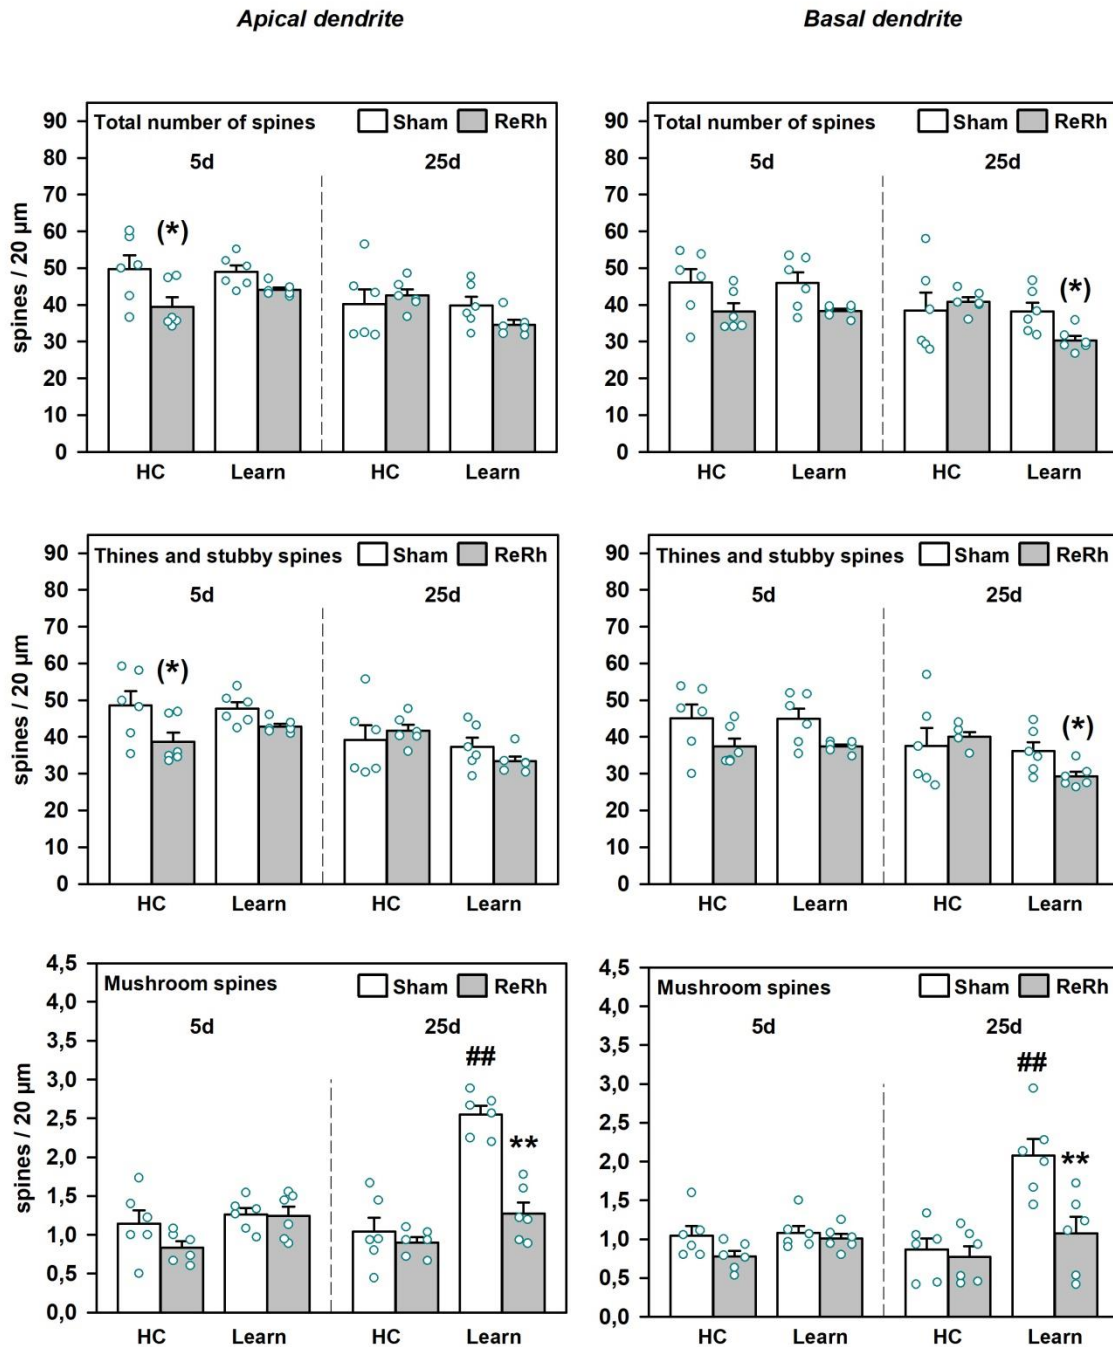 Apical dendrite
Basal dendrite
Total number of spines Sham ReRh
5d 25d
90
80
70
60
50
40
30
20
10
0
spines / 20 µm
(*)
HC Learn HC Learn
Total number of spines Sham ReRh
5d 25d
90
80
70
60
50
40
30
20
10
0
(*)
HC Learn HC Learn
Thines and stubby spines Sham ReRh
5d 25d
90
80
70
60
50
40
30
20
10
0
spines / 20 µm
(*)
HC Learn HC Learn
Thines and stubby spines Sham ReRh
5d 25d
90
80
70
60
50
40
30
20
10
0
(*)
HC Learn HC Learn
Mushroom spines Sham ReRh
5d 25d
4,5
4,0
3,5
3,0
2,5
2,0
1,5
1,0
0,5
0,0
spines / 20 µm
##
**
HC Learn HC Learn
Mushroom spines Sham ReRh
5d 25d
4,5
4,0
3,5
3,0
2,5
2,0
1,5
1,0
0,5
0,0
##
**
HC Learn HC Learn